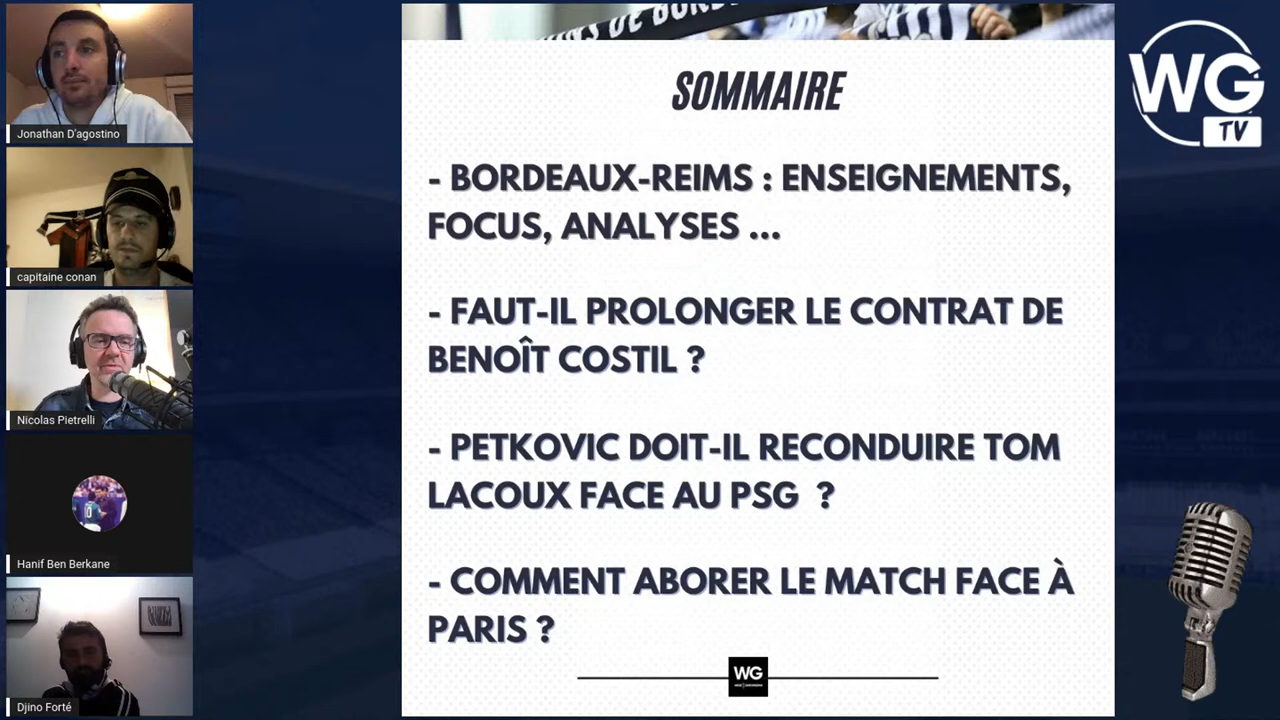 Jonathan D'agostino
capitaine conan
Nicolas Pietrelli
Hanif Ben Berkane
Djino Forté
DE BORD
SOMMAIRE
- BORDEAUX-REIMS : ENSEIGNEMENTS,
FOCUS, ANALYSES ...
- FAUT-IL PROLONGER LE CONTRAT DE
BENOÎT COSTIL ?
- PETKOVIC DOIT-IL RECONDUIRE TOM
LACOUX FACE AU PSG ?
- COMMENT ABORER LE MATCH FACE À
PARIS ?
WG
WG
TV